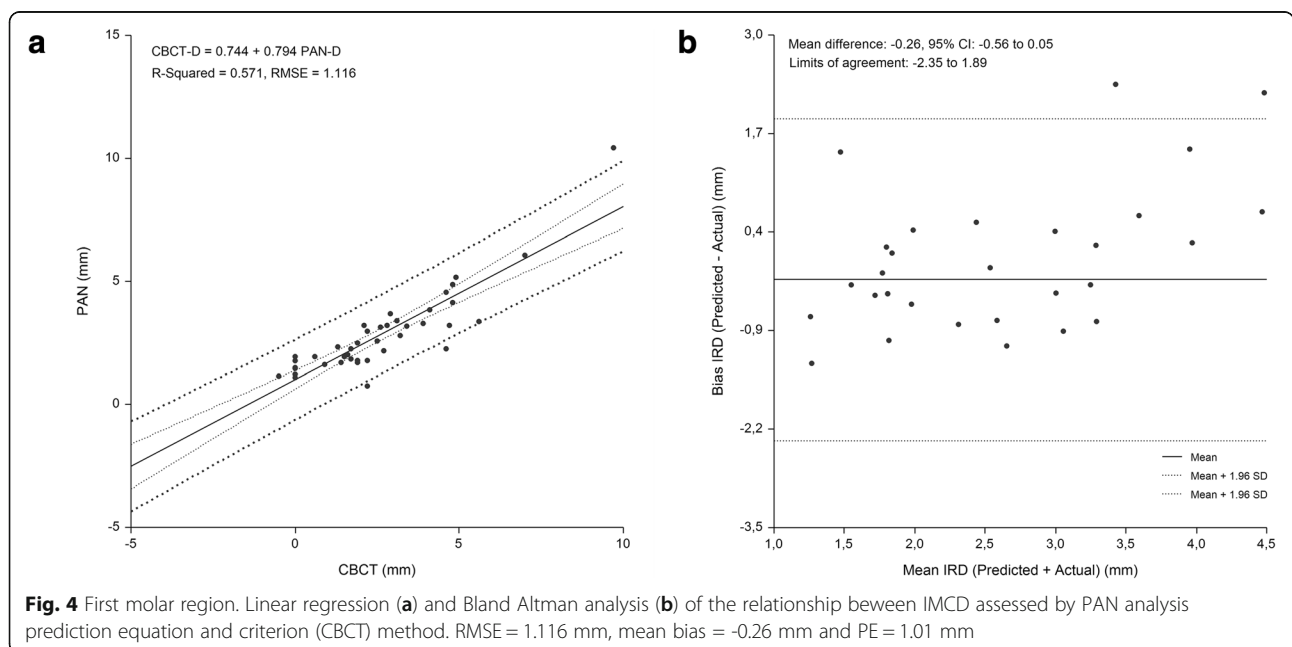 a
CBCT-D = 0.744 + 0.794 PAN-D
R-Squared = 0.571, RMSE = 1.116
PAN (mm)
15
10
5
0
-5
-5
0
5
10
CBCT (mm)
b
Mean difference: -0.26, 95% CI: -0.56 to 0.05
Limits of agreement: -2.35 to 1.89
Bias IRD (Predicted - Actual) (mm)
3,0
1,7
0,4
-0,9
-2,2
-3,5
Mean
Mean + 1.96 SD
Mean + 1.96 SD
1,0
1,5
2,0
2,5
3,0
3,5
4,0
4,5
Mean IRD (Predicted + Actual) (mm)
Fig. 4 First molar region. Linear regression (a) and Bland Altman analysis (b) of the relationship beween IMCD assessed by PAN analysis
prediction equation and criterion (CBCT) method. RMSE = 1.116 mm, mean bias = -0.26 mm and PE = 1.01 mm